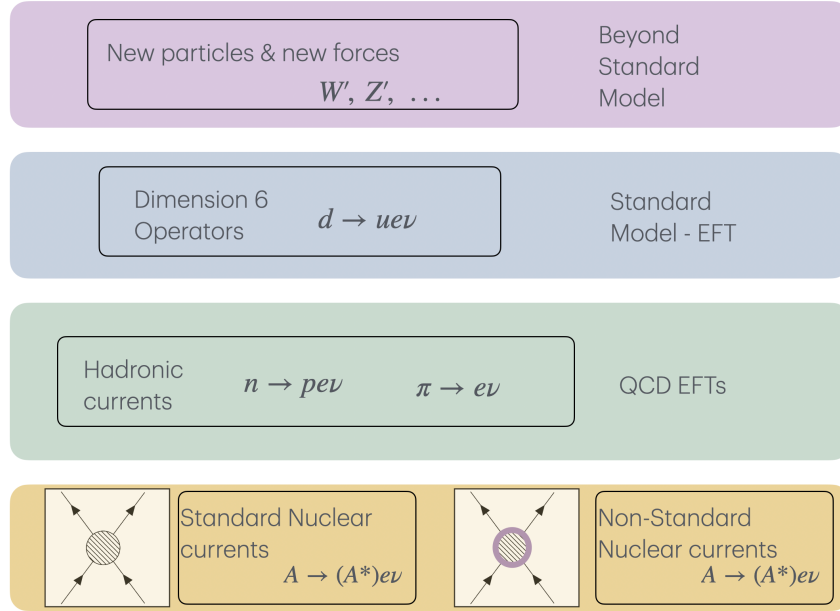 New particles & new forces
W′, Z′, …
Beyond
Standard
Model
Dimension 6
Operators
d → ueν
Standard
Model - EFT
Hadronic
currents
n → peν
π → eν
QCD EFTs
Standard Nuclear
currents
A → (A*)eν
Non-Standard
Nuclear currents
A → (A*)eν